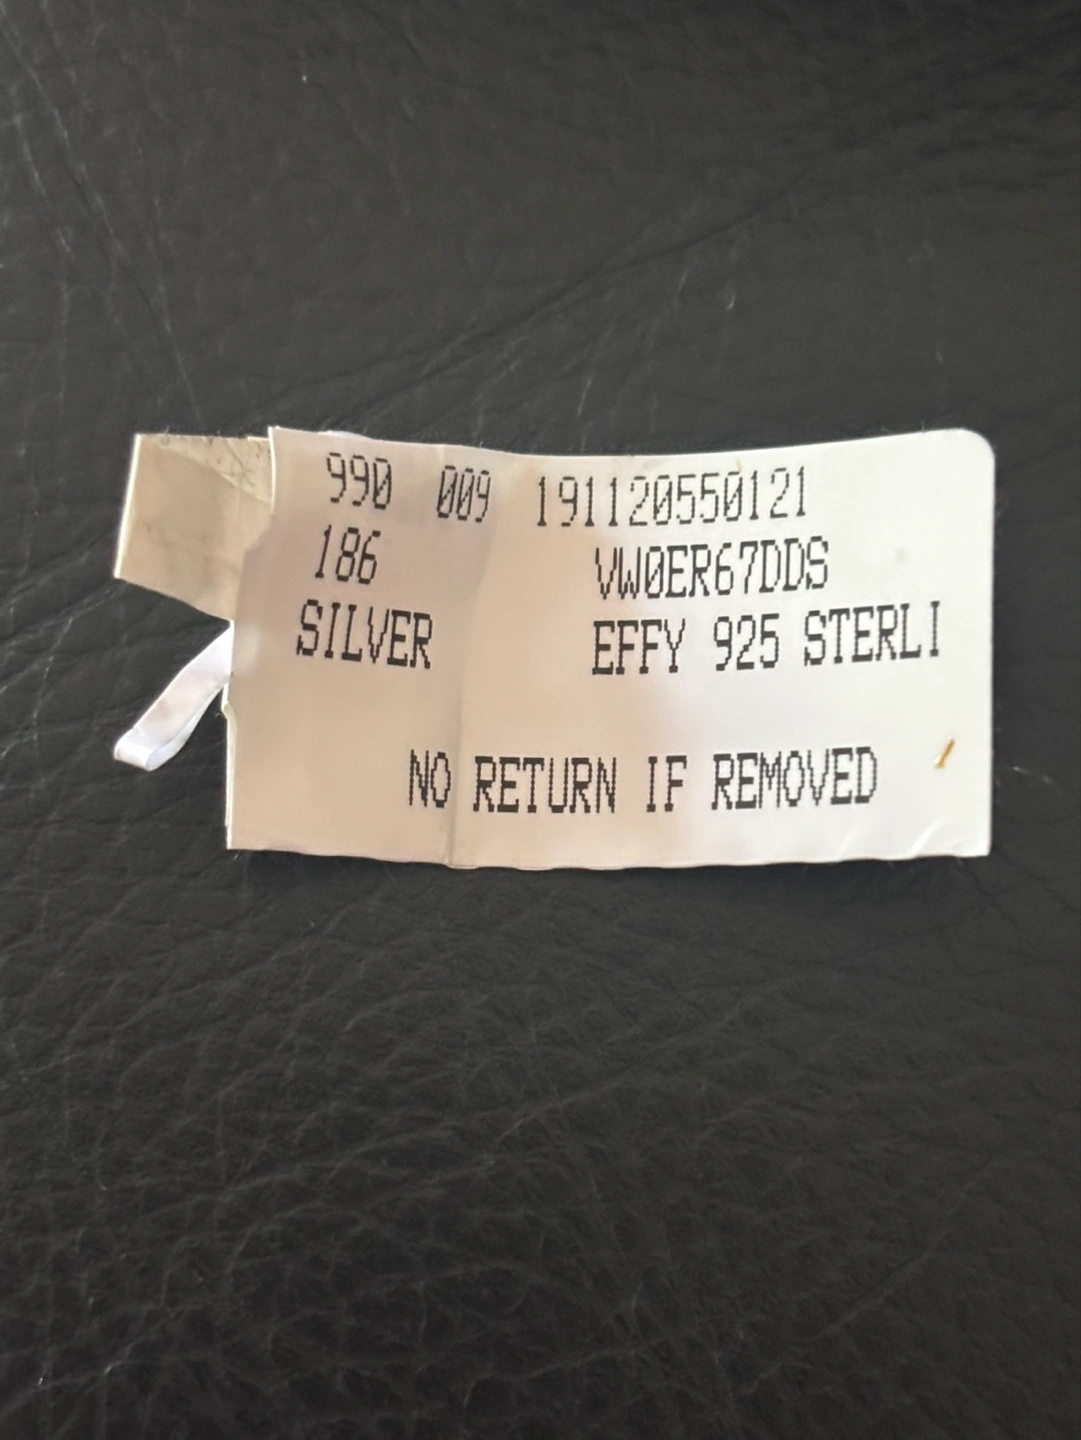 990 009 191120550121
186 VW0ER67DDS
SILVER EFFY 925 STERLI
NO RETURN IF REMOVED